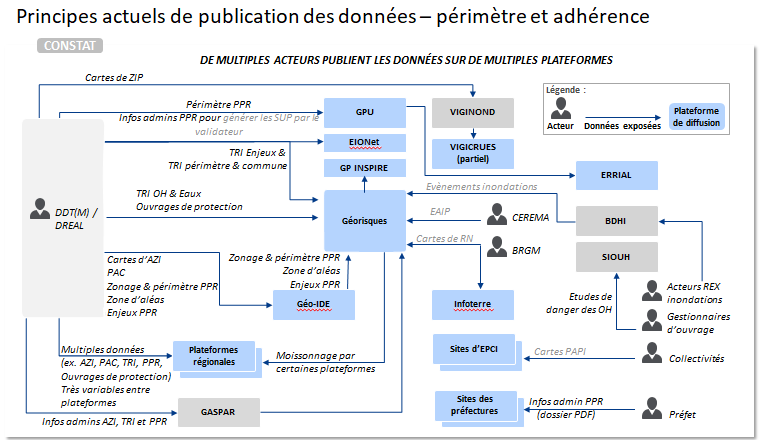 Principes actuels de publication des données – périmètre et adhérence
CONSTAT
DE MULTIPLES ACTEURS PUBLIENT LES DONNÉES SUR DE MULTIPLES PLATEFORMES
Cartes de ZIP
Légende :
Acteur
Données exposées
Plateforme
de diffusion
Périmètre PPR
Infos admins PPR pour générer les SUP par le
validateur
GPU
VIGINOND
EIONet
VIGICRUES
(partiel)
TRI Enjeux &
TRI périmètre & commune
GP INSPIRE
ERRIAL
Evènements inondations
TRI OH & Eaux
Ouvrages de protection
DDT(M) /
DREAL
Géorisques
EAIP
CEREMA
BDHI
Cartes de RN
BRGM
SIOUH
Cartes d'AZI
PAC
Zonage & périmètre PPR
Zone d'aléas
Enjeux PPR
Zonage & périmètre PPR
Zone d'aléas
Enjeux PPR
Géo-IDE
Infoterre
Acteurs REX
inondations
Etudes de
danger des OH
Gestionnaires
d'ouvrage
Multiples données
(ex. AZI, PAC, TRI, PPR,
Ouvrages de protection)
Très variables entre
plateformes
Plateformes
régionales
Moissonnage par
certaines plateformes
Sites d'EPCI
Cartes PAPI
Collectivités
GASPAR
Infos admins AZI, TRI et PPR
Sites des
préfectures
Infos admin PPR
(dossier PDF)
Préfet